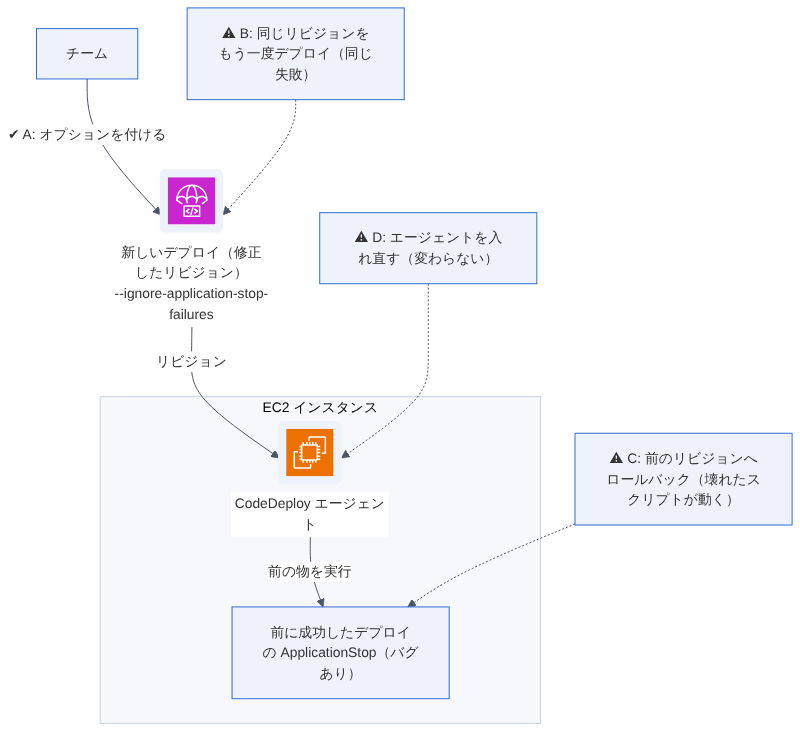 チーム
⚠ B: 同じリビジョンを
もう一度デプロイ（同じ
失敗）
✔ A: オプションを付ける
新しいデプロイ（修正
したリビジョン）
--ignore-application-stop-
failures
⚠ D: エージェントを入
れ直す（変わらない）
リビジョン
EC2 インスタンス
CodeDeploy エージェン
ト
⚠ C: 前のリビジョンへ
ロールバック（壊れたス
クリプトが動く）
前の物を実行
前に成功したデプロイ
の ApplicationStop（バグ
あり）